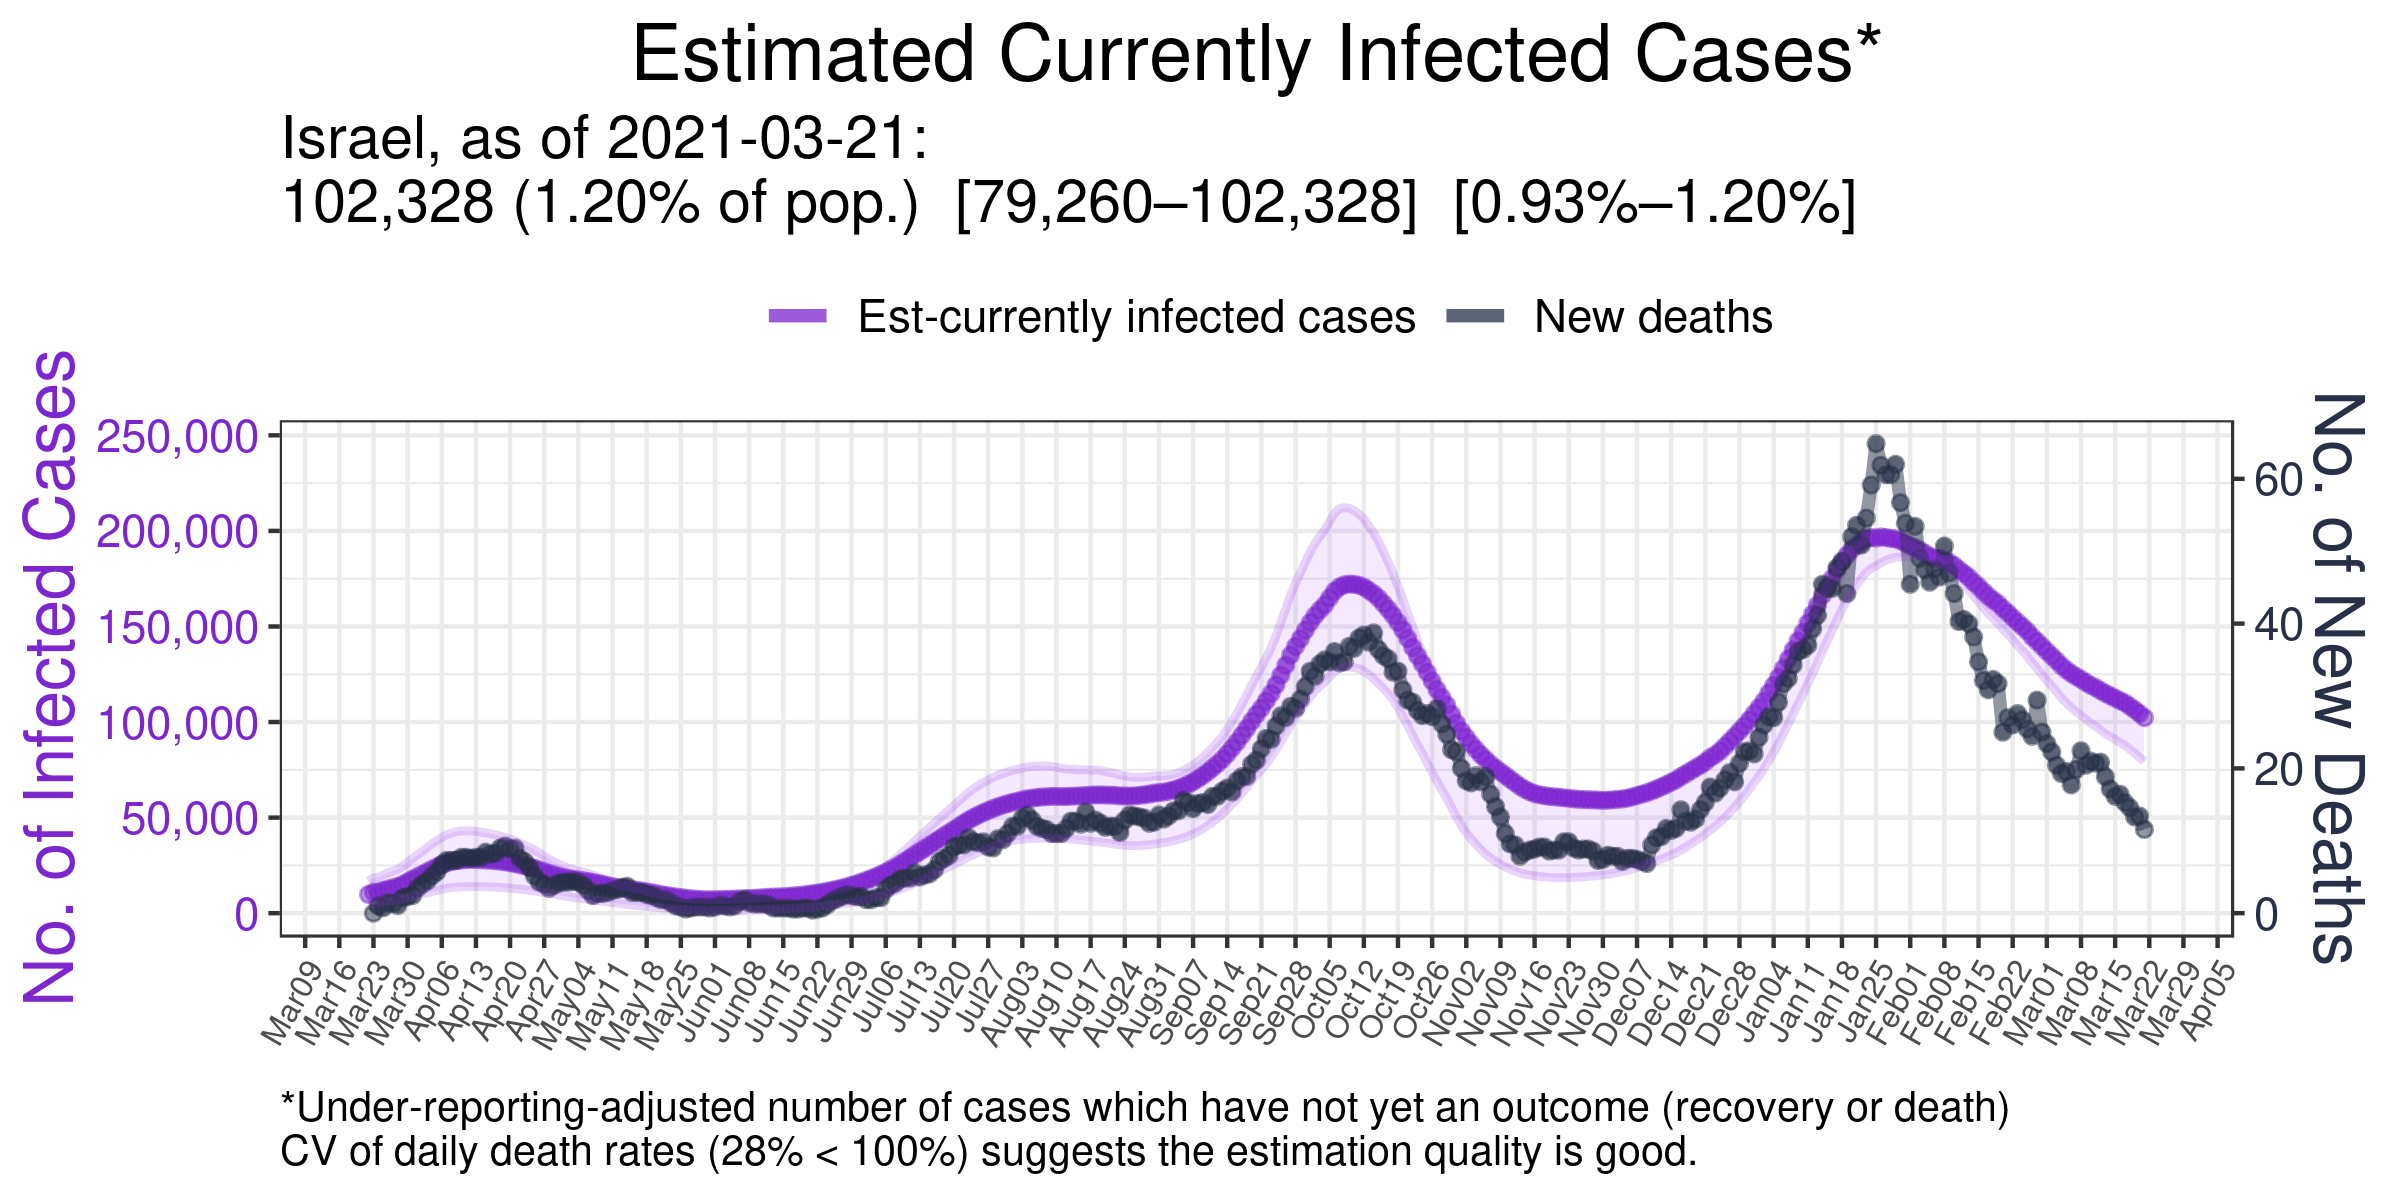 Estimated Currently Infected Cases*
Israel, as of 2021-03-21:
102,328 (1.20% of pop.) [79,260–102,328] [0.93%–1.20%]
Est-currently infected cases New deaths
No. of Infected Cases
250,000
200,000
150,000
100,000
50,000
0
60
40
20
0
No. of New Deaths
Mar09 Mar16 Mar23 Mar30 Apr06 Apr13 Apr20 Apr27 May04 May11 May18 May25 Jun01 Jun08 Jun15 Jun22 Jun29 Jul06 Jul13 Jul20 Jul27 Aug03 Aug10 Aug17 Aug24 Aug31 Sep07 Sep14 Sep21 Sep28 Oct05 Oct12 Oct19 Oct26 Nov02 Nov09 Nov16 Nov23 Nov30 Dec07 Dec14 Dec21 Dec28 Jan04 Jan11 Jan18 Jan25 Feb01 Feb08 Feb15 Feb22 Mar01 Mar08 Mar15 Mar22 Mar29 Apr05
*Under-reporting-adjusted number of cases which have not yet an outcome (recovery or death)
CV of daily death rates (28% < 100%) suggests the estimation quality is good.